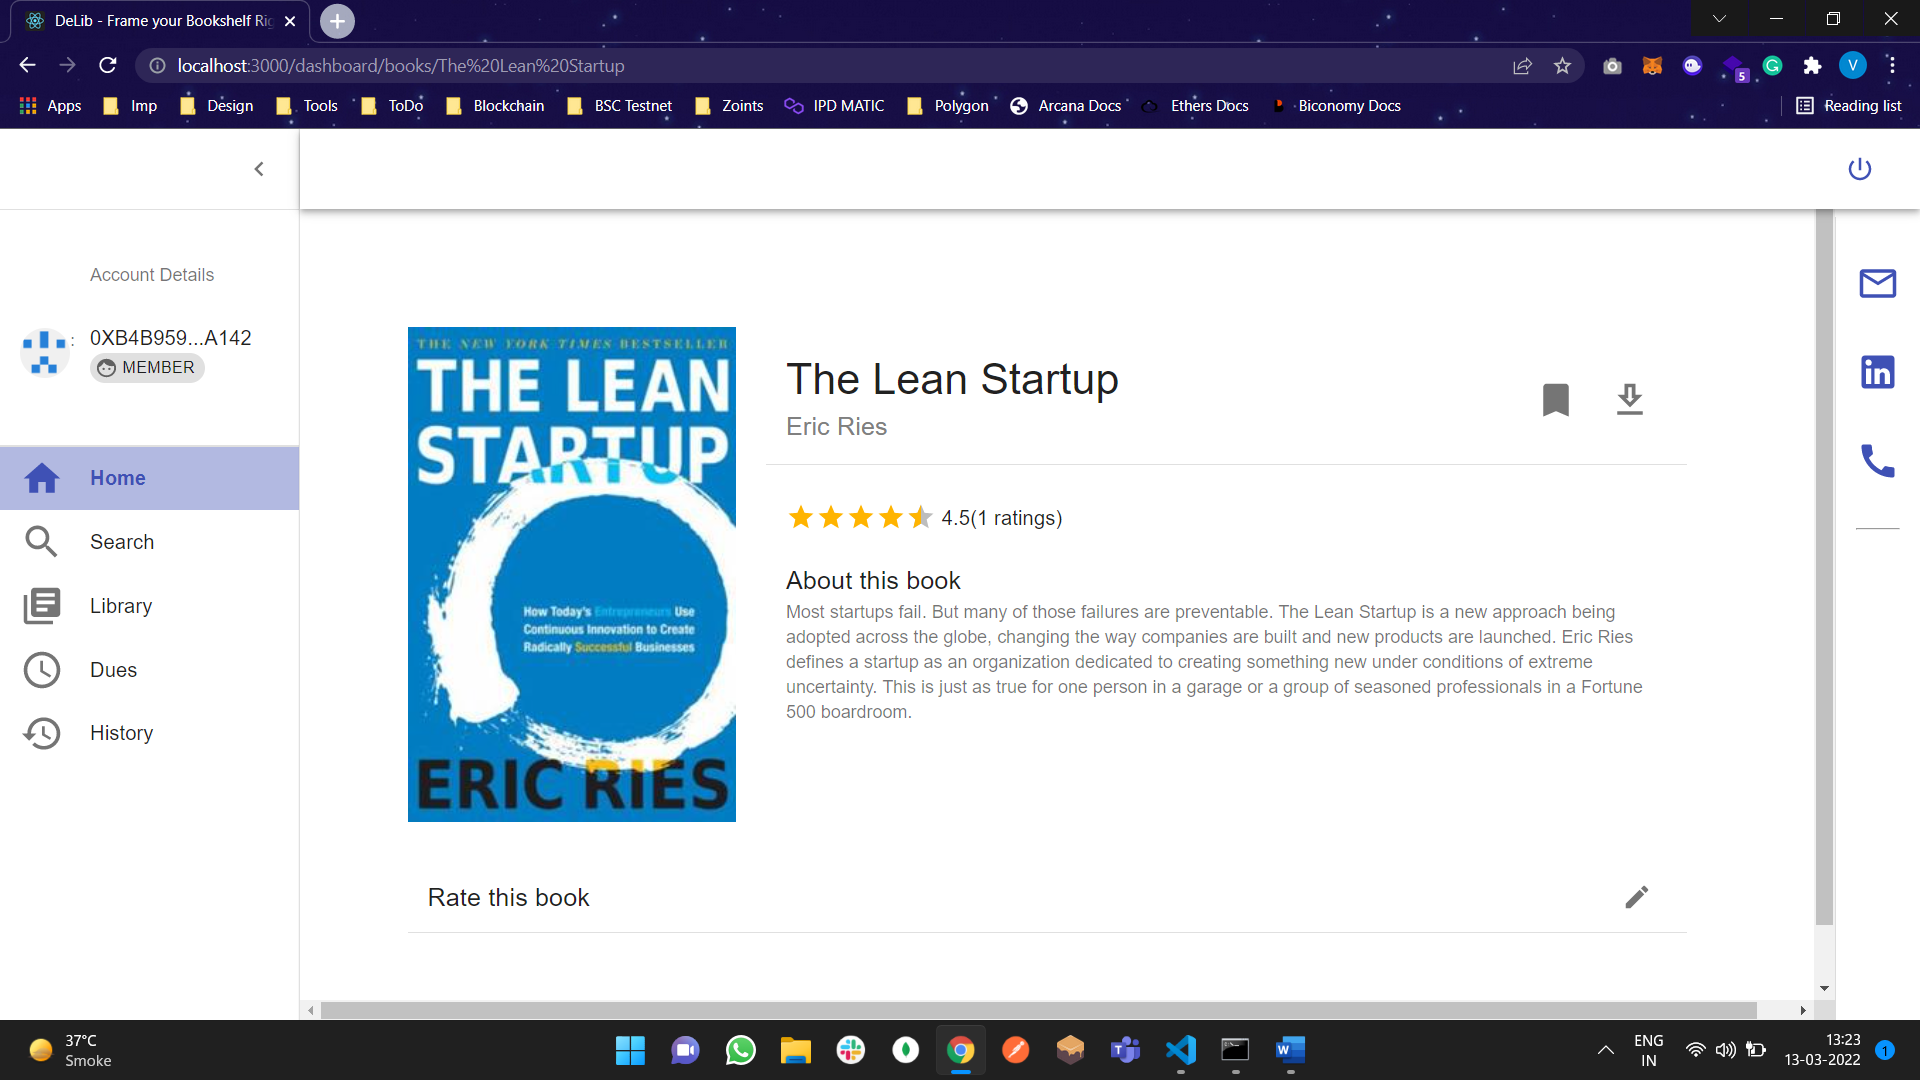 DeLib - Frame your Bookshelf Rig
localhost:3000/dashboard/books/The%20Lean%20Startup
5
V
Apps Imp Design Tools ToDo Blockchain BSC Testnet Zoints IPD MATIC Polygon Arcana Docs Ethers Docs Biconomy Docs Reading list
Account Details
: 0XB4B959...A142
MEMBER
Home
Search
Library
Dues
History
THE NEW YORK TIMES BESTSELLER
THE LEAN
STARTUP
How Today's Entrepreneurs Use
Continuous Innovation to Create
Radically Successful Businesses
ERIC RIES
The Lean Startup
Eric Ries
4.5(1 ratings)
About this book
Most startups fail. But many of those failures are preventable. The Lean Startup is a new approach being
adopted across the globe, changing the way companies are built and new products are launched. Eric Ries
defines a startup as an organization dedicated to creating something new under conditions of extreme
uncertainty. This is just as true for one person in a garage or a group of seasoned professionals in a Fortune
500 boardroom.
Rate this book
in
37°C
Smoke
ENG
IN
13:23
13-03-2022
1